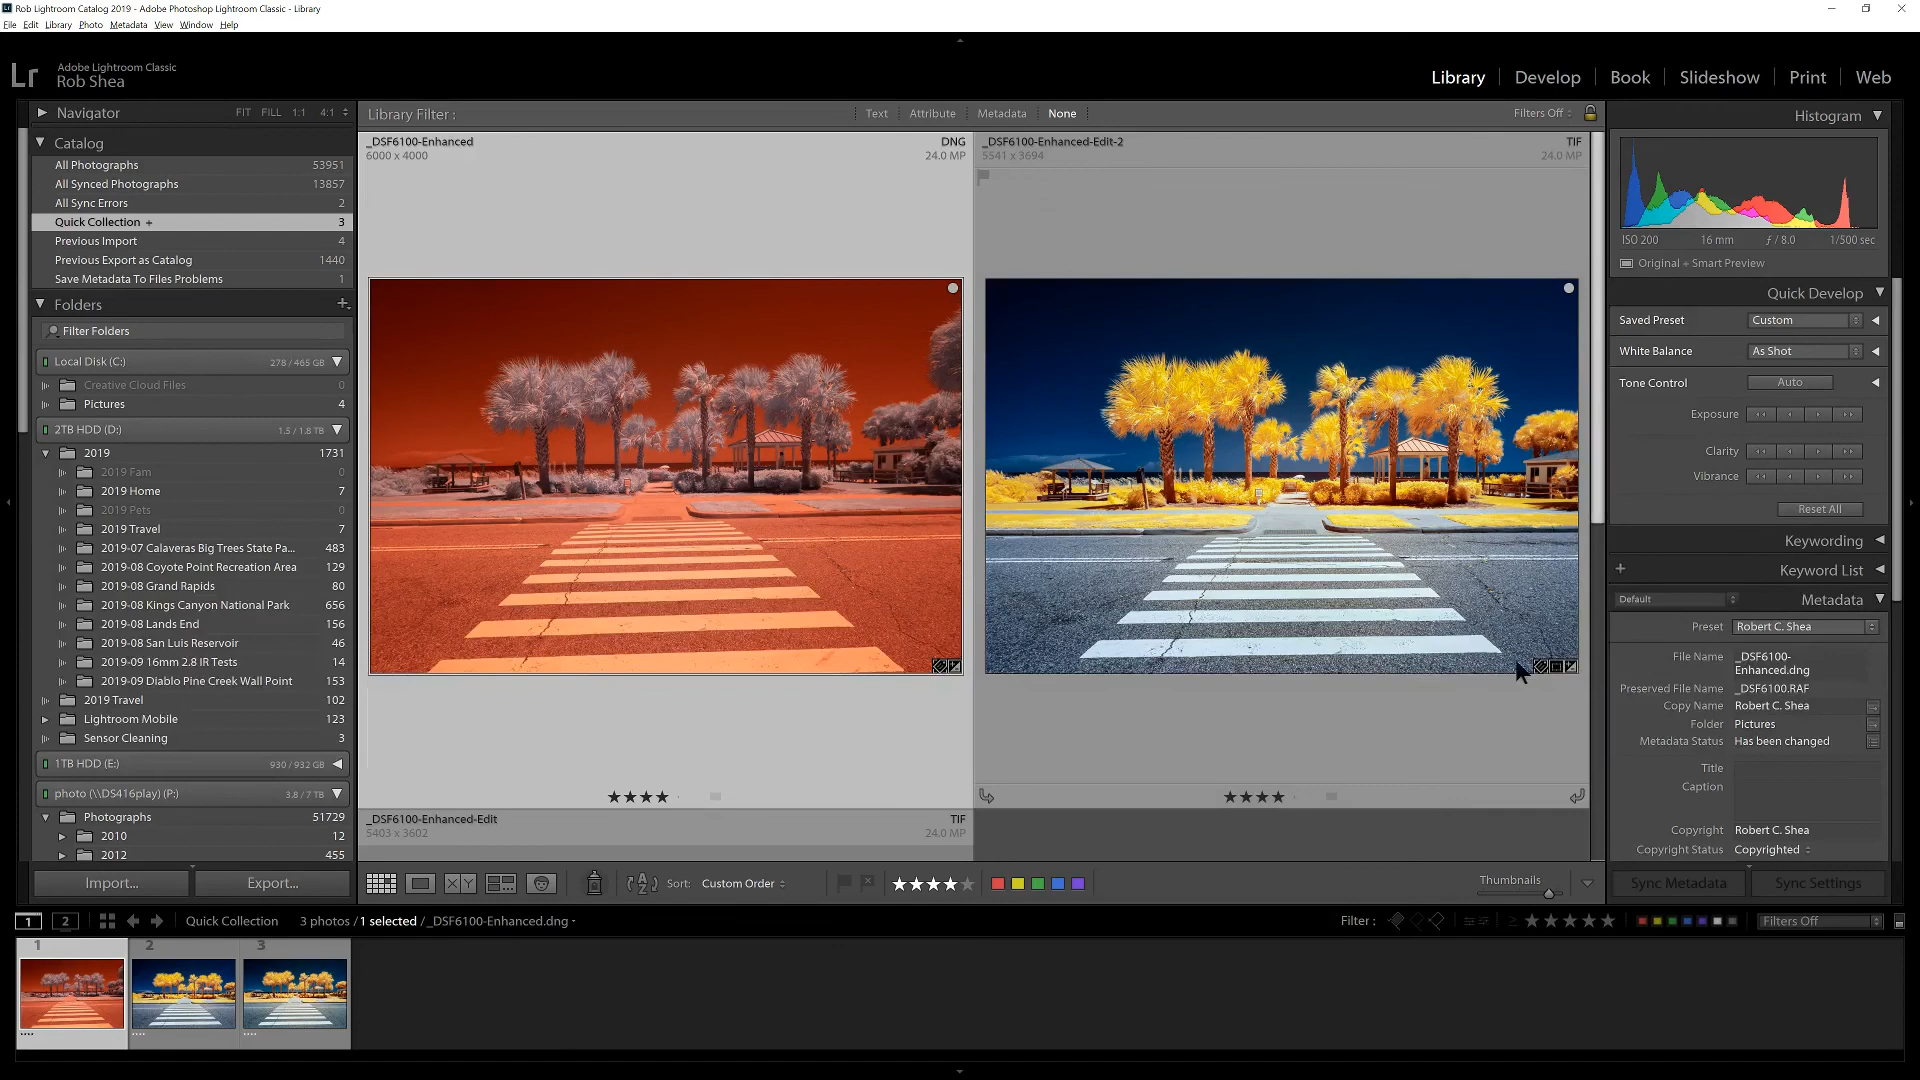 Rob Lightroom Catalog 2019 - Adobe Photoshop Lightroom Classic - Library
File Edit Library Photo Metadata View Window Help
Lr
Adobe Lightroom Classic
Rob Shea
Library Develop Book Slideshow Print Web
Navigator FIT FILL 1:1 4:1
Catalog
All Photographs 53951
All Synced Photographs 13857
All Sync Errors 2
Quick Collection + 3
Previous Import 4
Previous Export as Catalog 1440
Save Metadata To Files Problems 1
Folders +
Filter Folders
Local Disk (C:) 278 / 465 GB
Creative Cloud Files 0
Pictures 4
2TB HDD (D:) 1.5 / 1.8 TB
2019 1731
2019 Fam 0
2019 Home 7
2019 Pets 0
2019 Travel 7
2019-07 Calaveras Big Trees State Pa... 483
2019-08 Coyote Point Recreation Area 129
2019-08 Grand Rapids 80
2019-08 Kings Canyon National Park 656
2019-08 Lands End 156
2019-08 San Luis Reservoir 46
2019-09 16mm 2.8 IR Tests 14
2019-09 Diablo Pine Creek Wall Point 153
2019 Travel 102
Lightroom Mobile 123
Sensor Cleaning 3
1TB HDD (E:) 930 / 932 GB
photo (\\DS416play) (P:) 3.8 / 7 TB
Photographs 51729
2010 12
2012 455
Import... Export...
Library Filter : Text Attribute Metadata None Filters Off
_DSF6100-Enhanced DNG
6000 x 4000 24.0 MP
_DSF6100-Enhanced-Edit-2 TIF
5541 x 3694 24.0 MP
_DSF6100-Enhanced-Edit TIF
5403 x 3602 24.0 MP
XY Sort: Custom Order Thumbnails
Histogram
ISO 200 16 mm ƒ / 8.0 1/500 sec
Original + Smart Preview
Quick Develop
Saved Preset Custom
White Balance As Shot
Tone Control Auto
Exposure
Clarity
Vibrance
Reset All
Keywording
+ Keyword List
Default Metadata
Preset Robert C. Shea
File Name _DSF6100-
Enhanced.dng
Preserved File Name _DSF6100.RAF
Copy Name Robert C. Shea
Folder Pictures
Metadata Status Has been changed
Title
Caption
Copyright Robert C. Shea
Copyright Status Copyrighted
Sync Metadata Sync Settings
1 2 Quick Collection 3 photos / 1 selected / _DSF6100-Enhanced.dng Filter : Filters Off
1 2 3